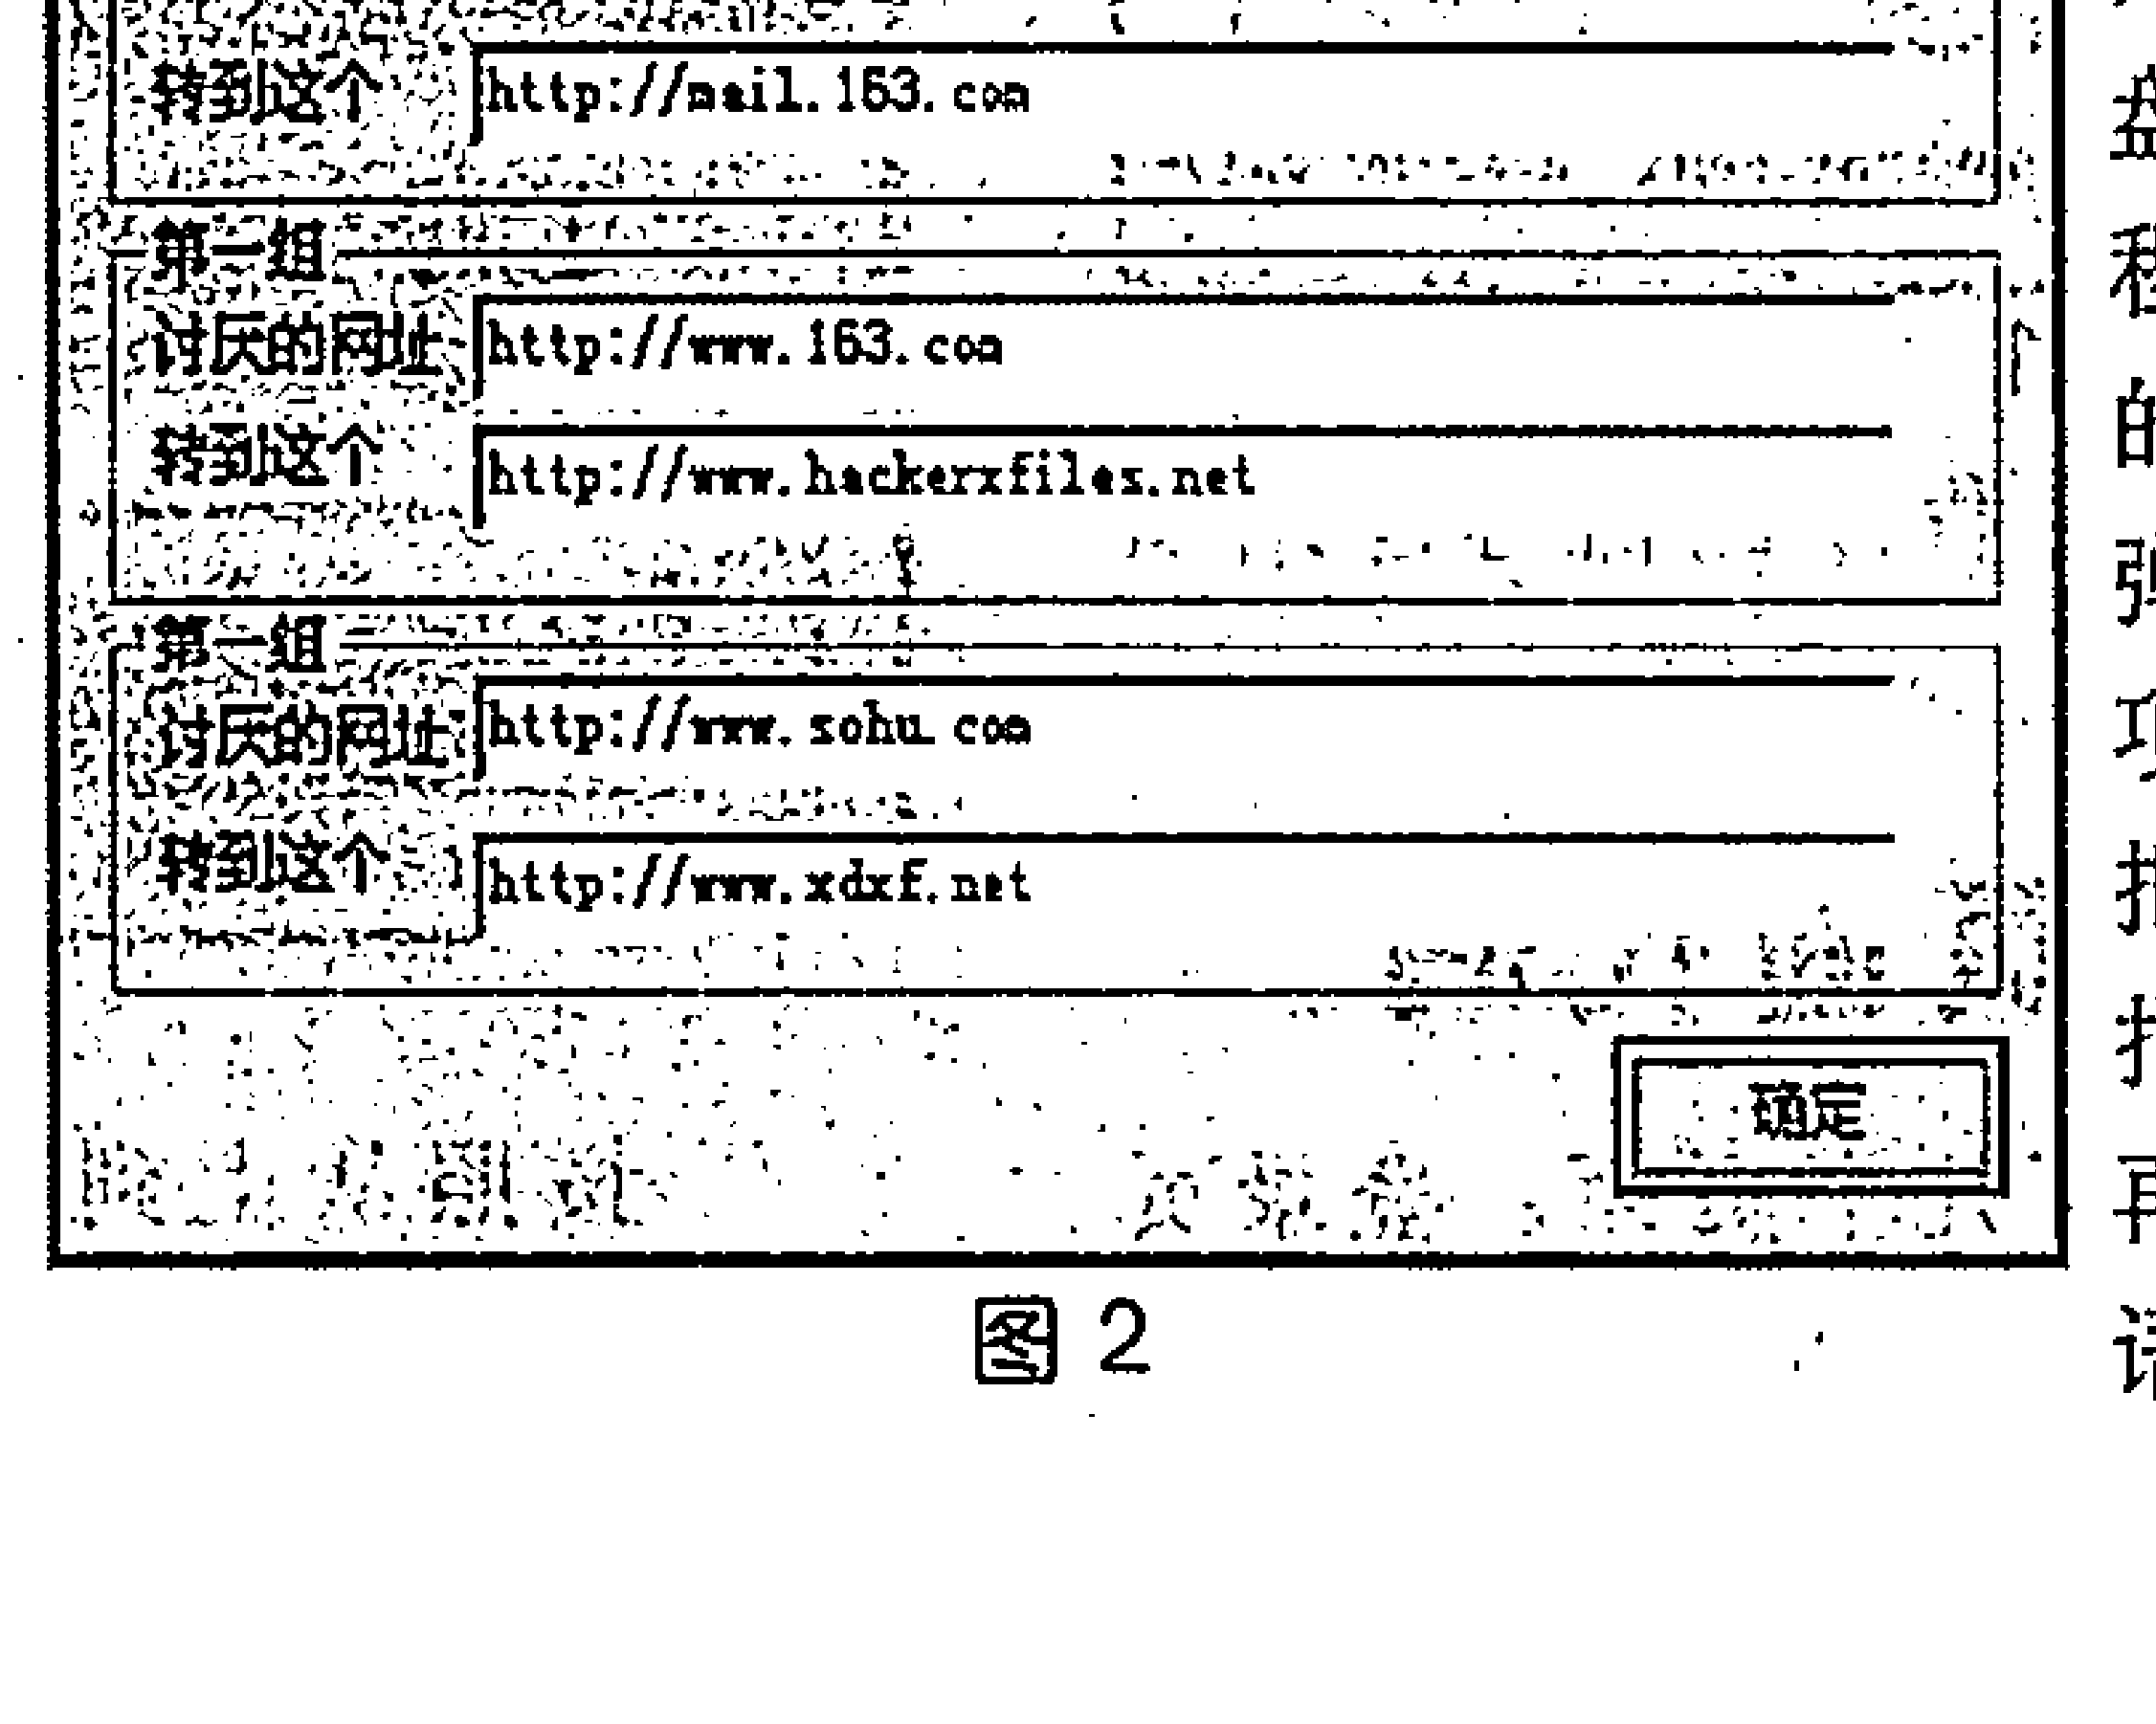 转到这个 http://mail.163.com
第一组
讨厌的网址 http://www.163.com
转到这个 http://www.hackerxfiles.net
第一组
讨厌的网址 http://www.sohu.com
转到这个 http://www.xdxf.net
确定
图 2